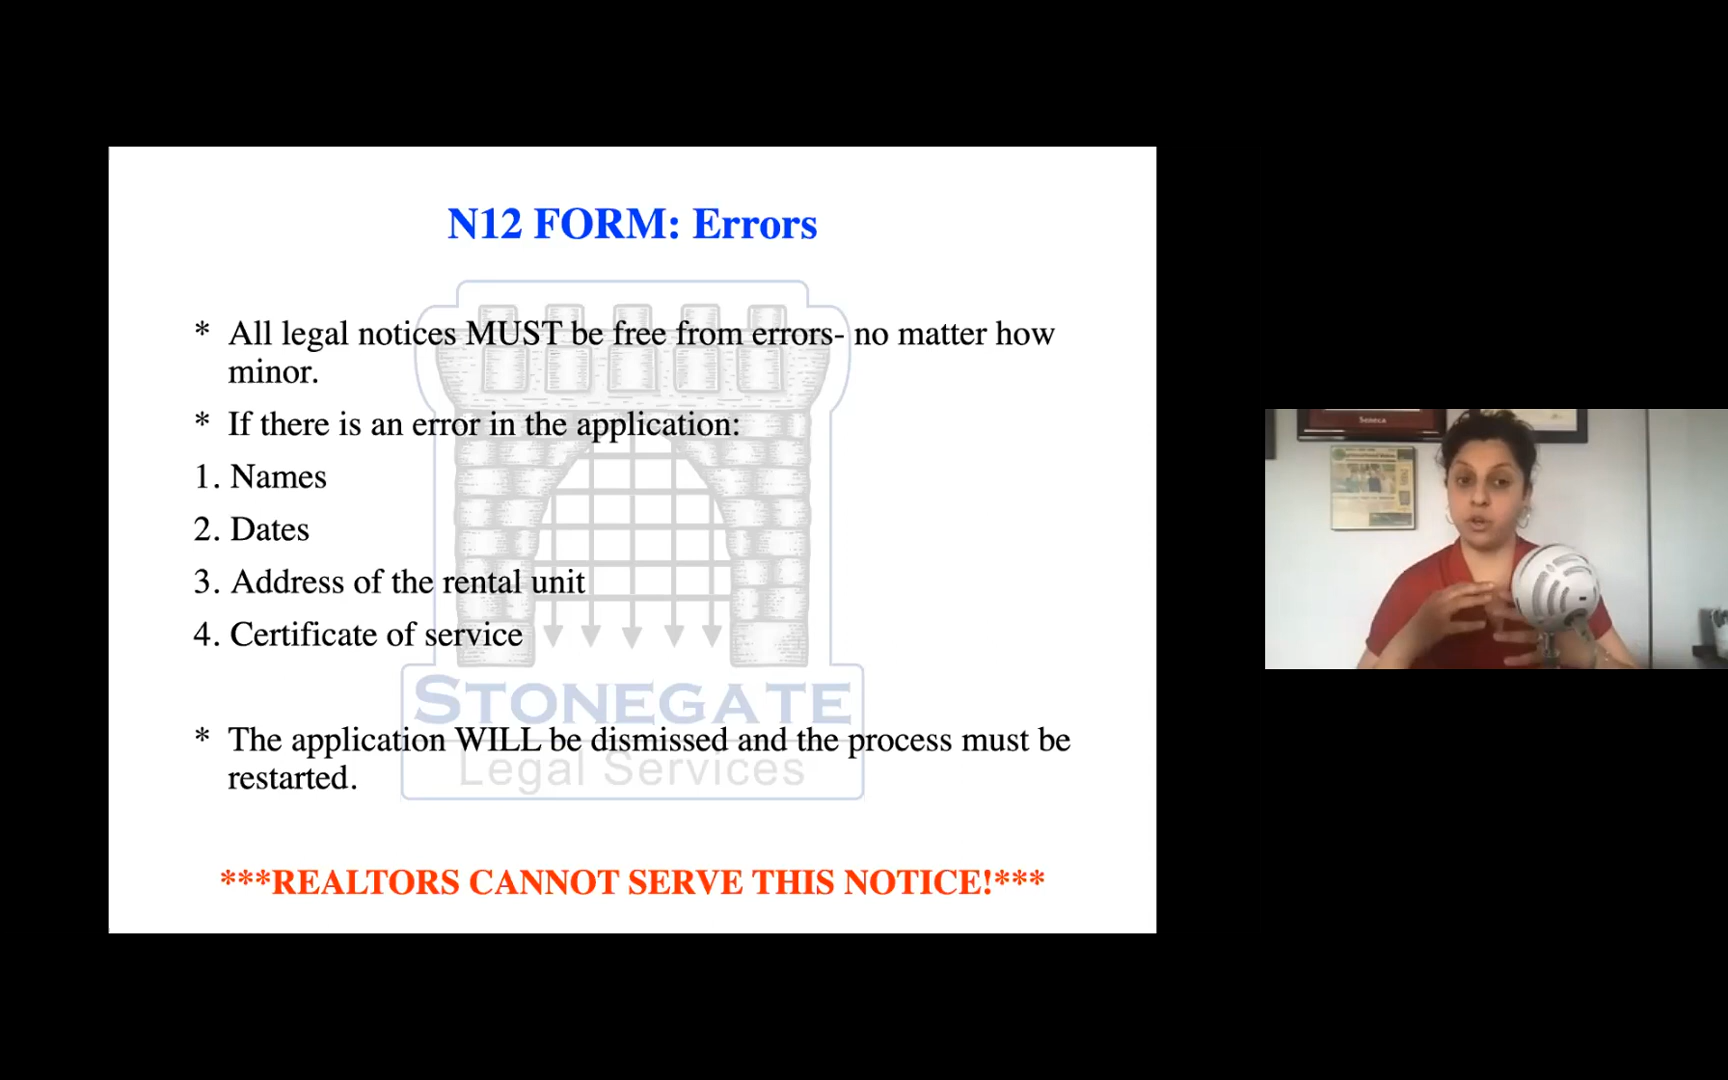 N12 FORM: Errors
* All legal notices MUST be free from errors- no matter how
minor.
* If there is an error in the application:
1. Names
2. Dates
3. Address of the rental unit
4. Certificate of service
STONEGATE
* The application WILL be dismissed and the process must be
Legal Services
restarted.
***REALTORS CANNOT SERVE THIS NOTICE!***
Seneca